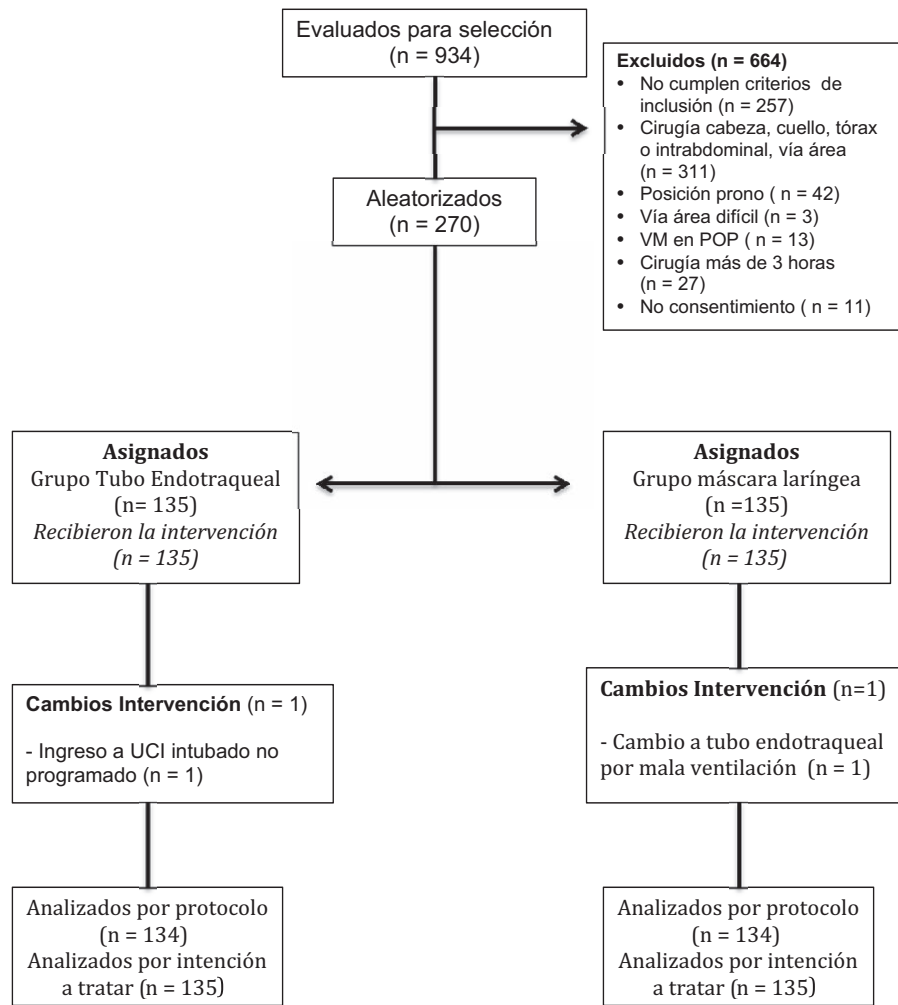 Evaluados para selección
(n = 934)
Excluidos (n = 664)
• No cumplen criterios de
inclusión (n = 257)
• Cirugía cabeza, cuello, tórax
o intrabdominal, vía área
(n = 311)
• Posición prono ( n = 42)
• Vía área difícil (n = 3)
• VM en POP ( n = 13)
• Cirugía más de 3 horas
(n = 27)
• No consentimiento ( n = 11)
Aleatorizados
(n = 270)
Asignados
Grupo Tubo Endotraqueal
(n= 135)
Recibieron la intervención
(n = 135)
Asignados
Grupo máscara laríngea
(n =135)
Recibieron la intervención
(n = 135)
Cambios Intervención (n = 1)
- Ingreso a UCI intubado no
programado (n = 1)
Cambios Intervención (n=1)
- Cambio a tubo endotraqueal
por mala ventilación (n = 1)
Analizados por protocolo
(n = 134)
Analizados por intención
a tratar (n = 135)
Analizados por protocolo
(n = 134)
Analizados por intención
a tratar (n = 135)